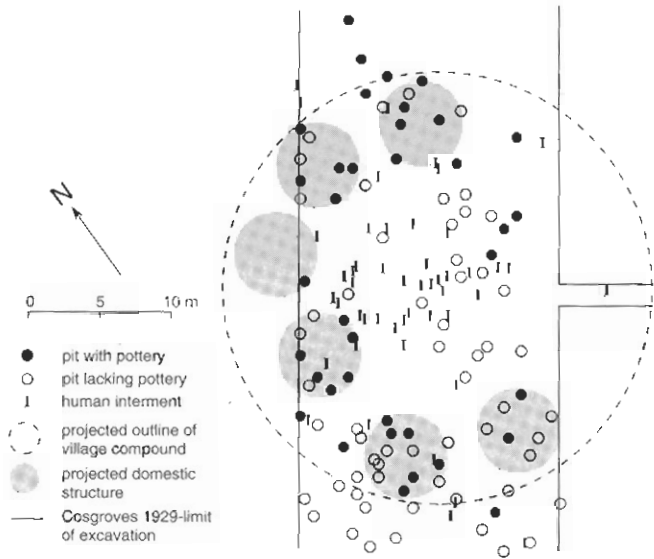 N
0 5 10 m
pit with pottery
pit lacking pottery
human interment
projected outline of
village compound
projected domestic
structure
Cosgroves 1929-limit
of excavation